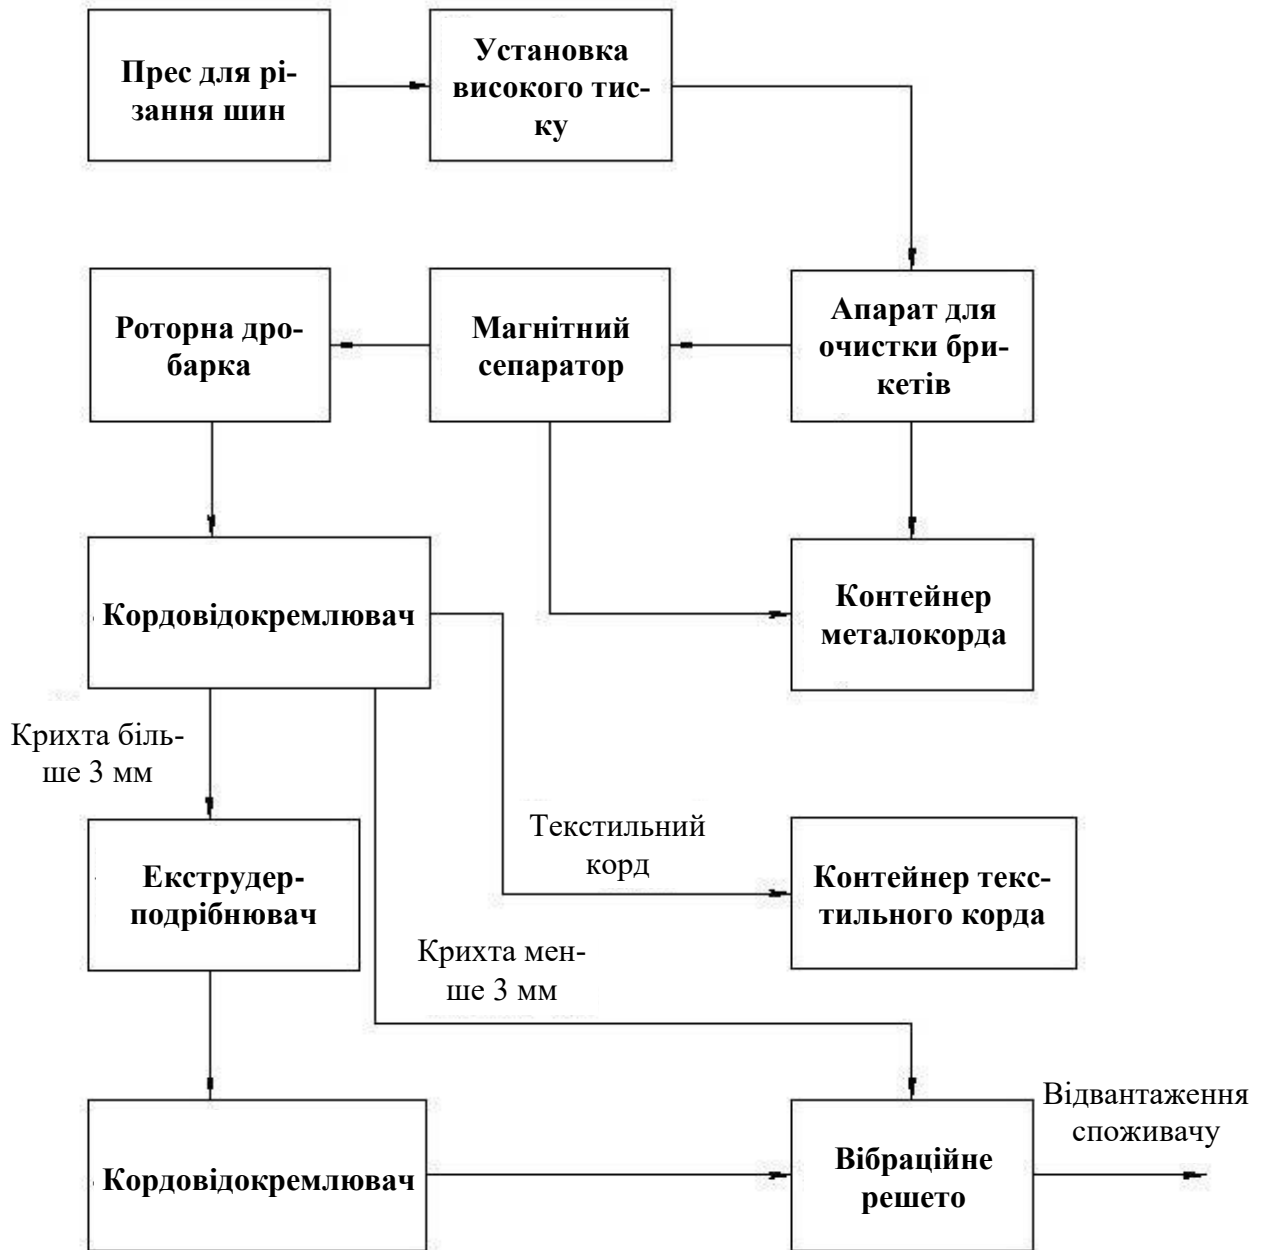 Прес для рі-
зання шин
Установка
високого тис-
ку
Роторна дро-
барка
Магнітний
сепаратор
Апарат для
очистки бри-
кетів
Кордовідокремлювач
Контейнер
металокорда
Крихта біль-
ше 3 мм
Екструдер-
подрібнювач
Текстильний
корд
Контейнер текс-
тильного корда
Крихта мен-
ше 3 мм
Кордовідокремлювач
Вібраційне
решето
Відвантаження
споживачу